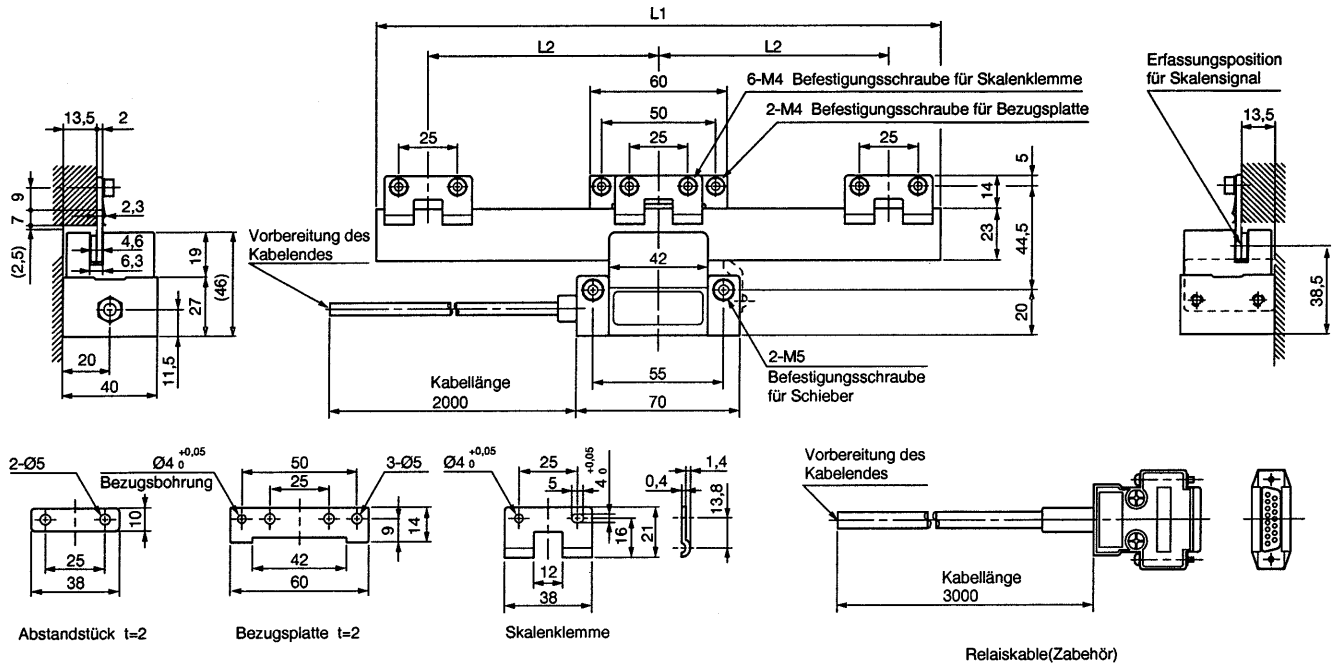 L1
L2
L2
6-M4 Befestigungsschraube für Skalenklemme
60
2-M4 Befestigungsschraube für Bezugsplatte
50
25
25
25
Erfassungsposition
für Skalensignal
13,5
2
13,5
9
7
(2,5)
2,3
4,6
6,3
19
(46)
27
20
11,5
40
Vorbereitung des
Kabelendes
42
5
14
23
44,5
20
38,5
2-M5
Befestigungsschraube
für Schieber
Kabellänge
2000
55
70
2-Ø5
10
25
38
Abstandstück t=2
Ø4 +0,05 0
Bezugsbohrung
50
25
3-Ø5
9
14
42
60
Bezugsplatte t=2
Ø4 +0,05 0
25
5
4 +0,05 0
16
21
12
38
Skalenklemme
0,4
1,4
13,8
Vorbereitung des
Kabelendes
Kabellänge
3000
Relaiskable(Zabehör)